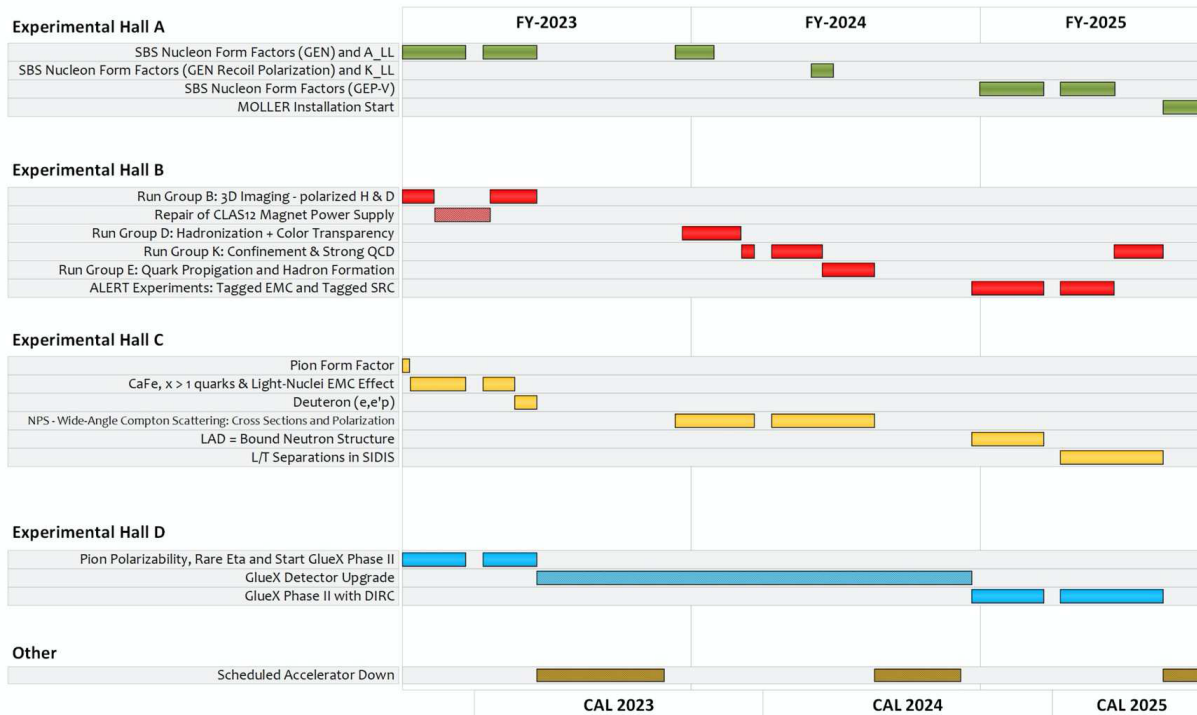 Experimental Hall A
FY-2023
FY-2024
FY-2025
SBS Nucleon Form Factors (GEN) and A_LL
SBS Nucleon Form Factors (GEN Recoil Polarization) and K_LL
SBS Nucleon Form Factors (GEP-V)
MOLLER Installation Start
Experimental Hall B
Run Group B: 3D Imaging - polarized H & D
Repair of CLAS12 Magnet Power Supply
Run Group D: Hadronization + Color Transparency
Run Group K: Confinement & Strong QCD
Run Group E: Quark Propigation and Hadron Formation
ALERT Experiments: Tagged EMC and Tagged SRC
Experimental Hall C
Pion Form Factor
CaFe, x > 1 quarks & Light-Nuclei EMC Effect
Deuteron (e,e'p)
NPS - Wide-Angle Compton Scattering: Cross Sections and Polarization
LAD = Bound Neutron Structure
L/T Separations in SIDIS
Experimental Hall D
Pion Polarizability, Rare Eta and Start GlueX Phase II
GlueX Detector Upgrade
GlueX Phase II with DIRC
Other
Scheduled Accelerator Down
CAL 2023
CAL 2024
CAL 2025